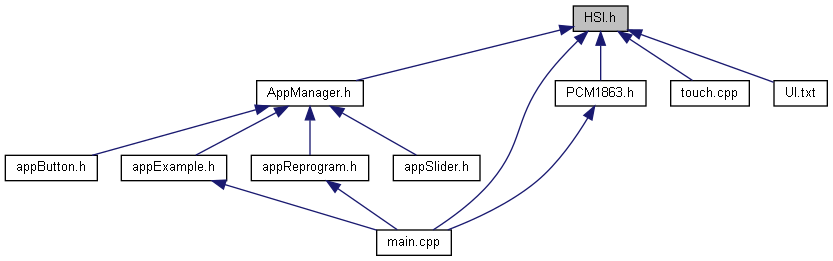 HSI.h
AppManager.h
PCM1863.h
touch.cpp
UI.txt
appButton.h
appExample.h
appReprogram.h
appSlider.h
main.cpp